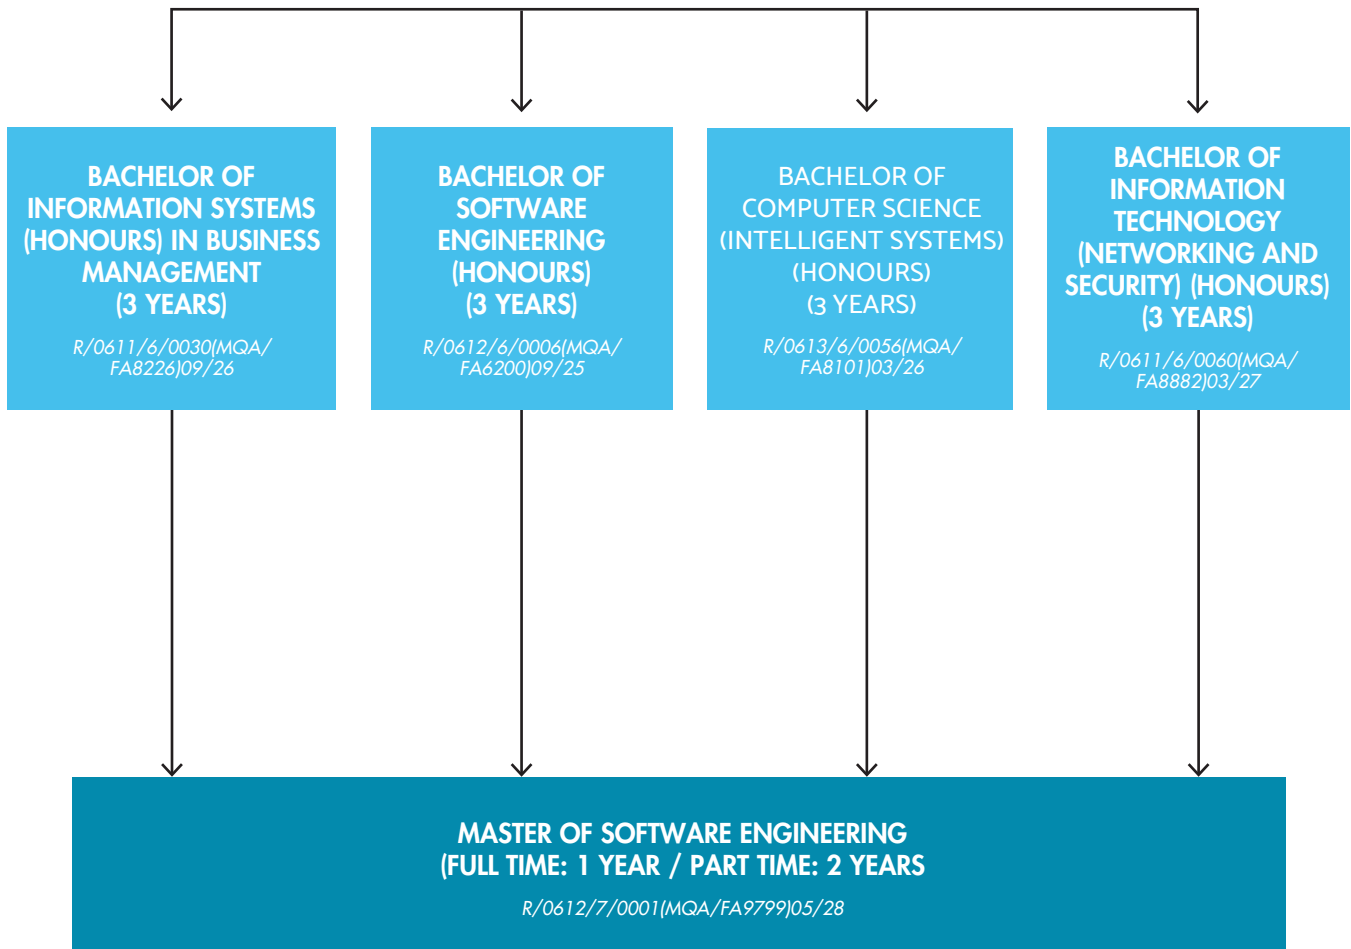 BACHELOR OF
INFORMATION SYSTEMS
(HONOURS) IN BUSINESS
MANAGEMENT
(3 YEARS)
R/0611/6/0030(MQA/
FA8226)09/26
BACHELOR OF
SOFTWARE
ENGINEERING
(HONOURS)
(3 YEARS)
R/0612/6/0006(MQA/
FA6200)09/25
BACHELOR OF
COMPUTER SCIENCE
(INTELLIGENT SYSTEMS)
(HONOURS)
(3 YEARS)
R/0613/6/0056(MQA/
FA8101)03/26
BACHELOR OF
INFORMATION
TECHNOLOGY
(NETWORKING AND
SECURITY) (HONOURS)
(3 YEARS)
R/0611/6/0060(MQA/
FA8882)03/27
MASTER OF SOFTWARE ENGINEERING
(FULL TIME: 1 YEAR / PART TIME: 2 YEARS
R/0612/7/0001(MQA/FA9799)05/28